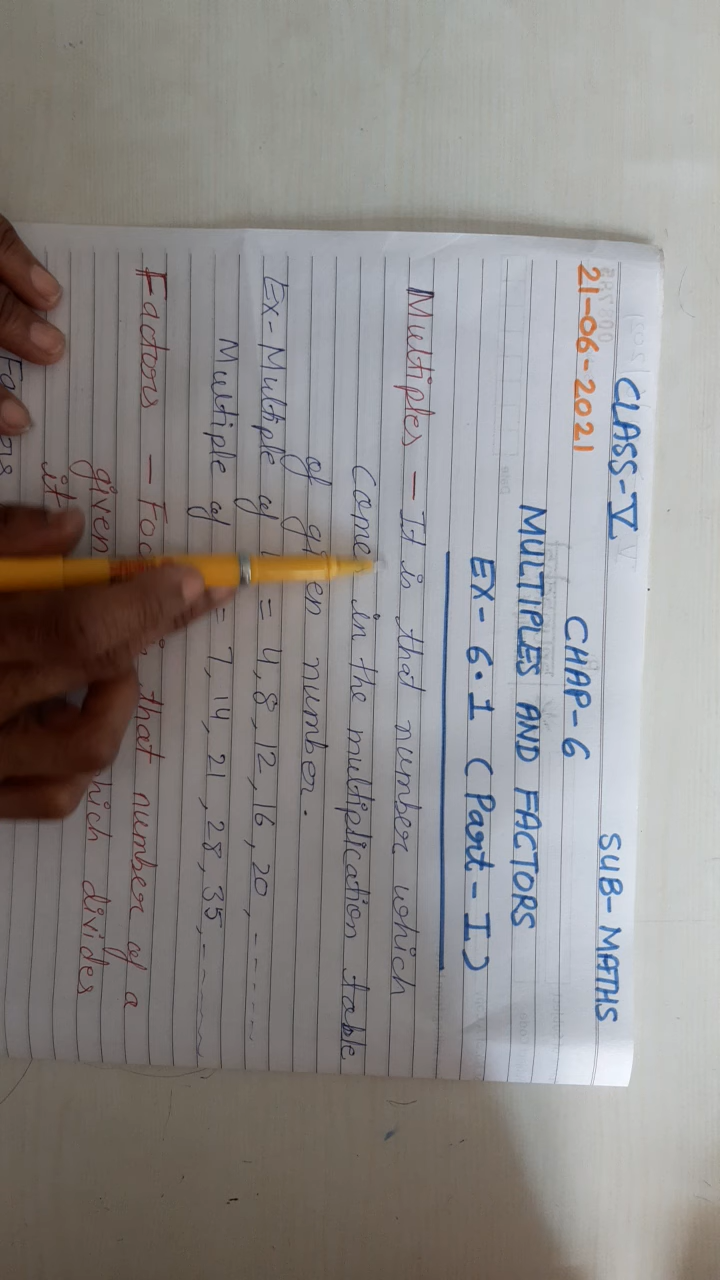 CLASS-V SUB-MATHS
21-06-2021 CHAP-6
MULTIPLES AND FACTORS
EX- 6.1 (Part-I)
Multiples - It is that number which
Comes in the multiplication table
of given number.
Ex-Multiple of = 4, 8, 12, 16, 20, -----
Multiple of = 7, 14, 21, 28, 35, -----
Factors - that number of a
given which divides
it